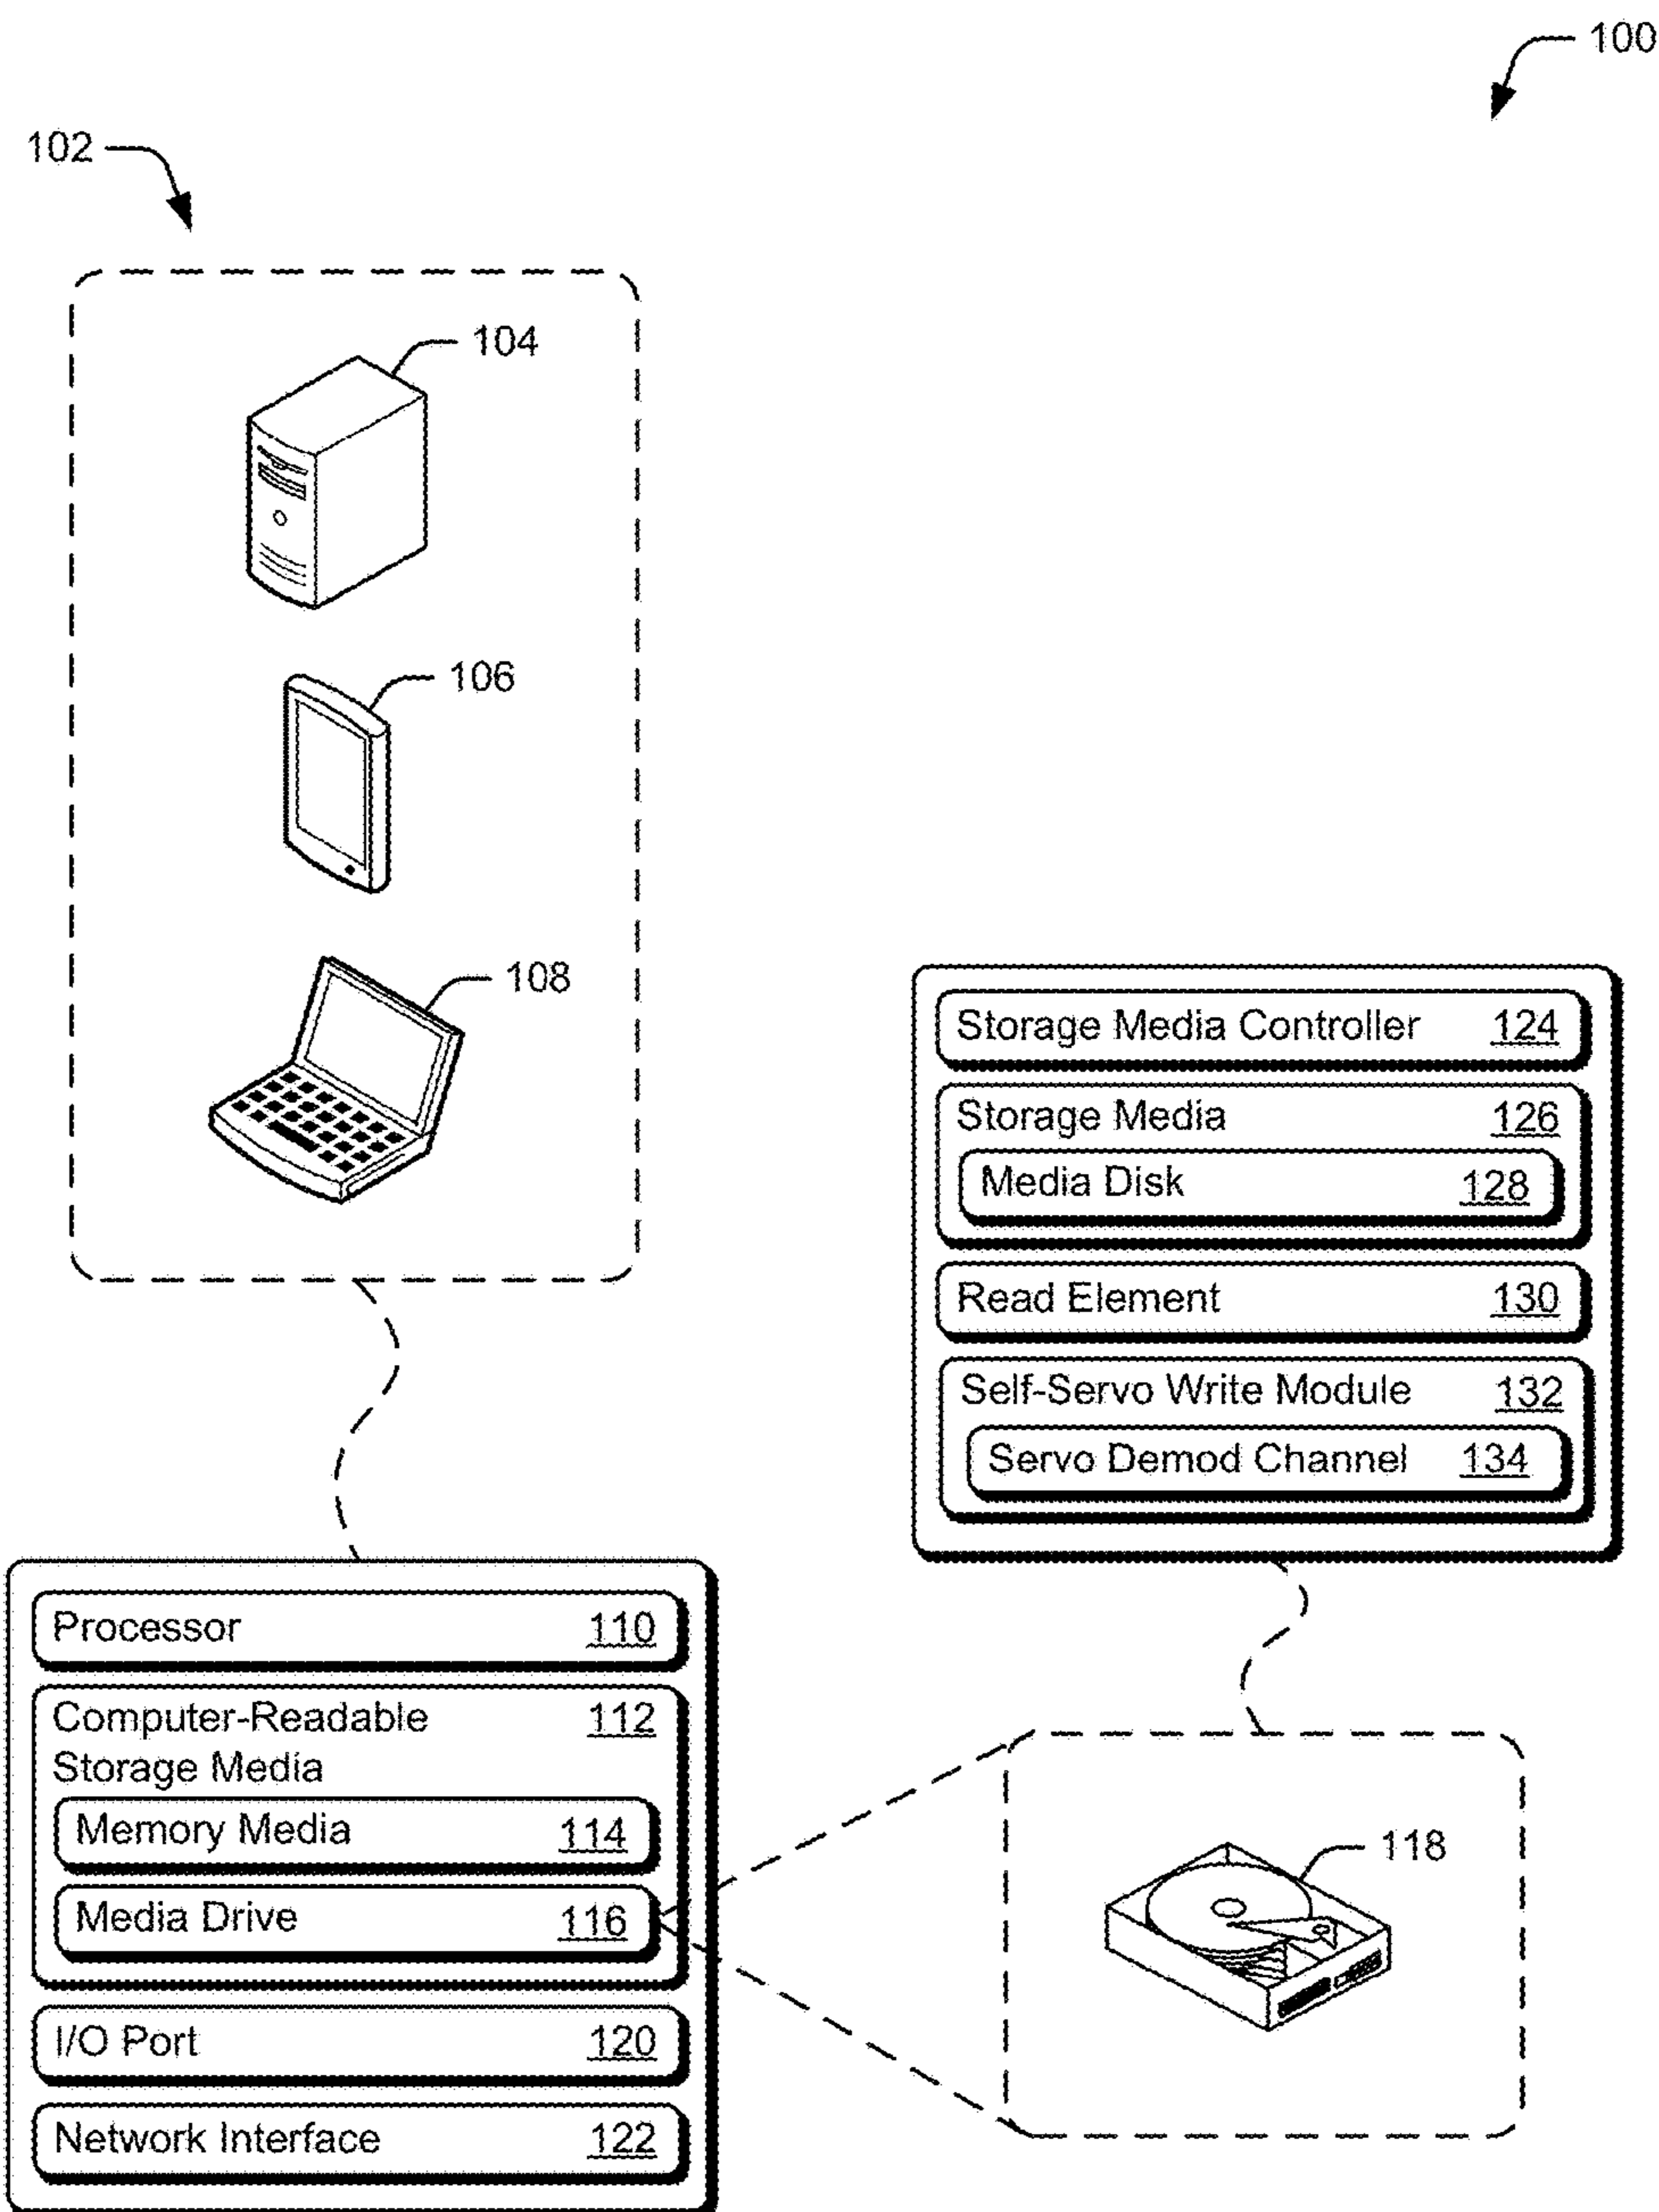 100
102
104
106
108
Storage Media Controller 124
Storage Media 126
Media Disk 128
Read Element 130
Self-Servo Write Module 132
Servo Demod Channel 134
Processor 110
Computer-Readable 112
Storage Media
Memory Media 114
Media Drive 116
I/O Port 120
Network Interface 122
118